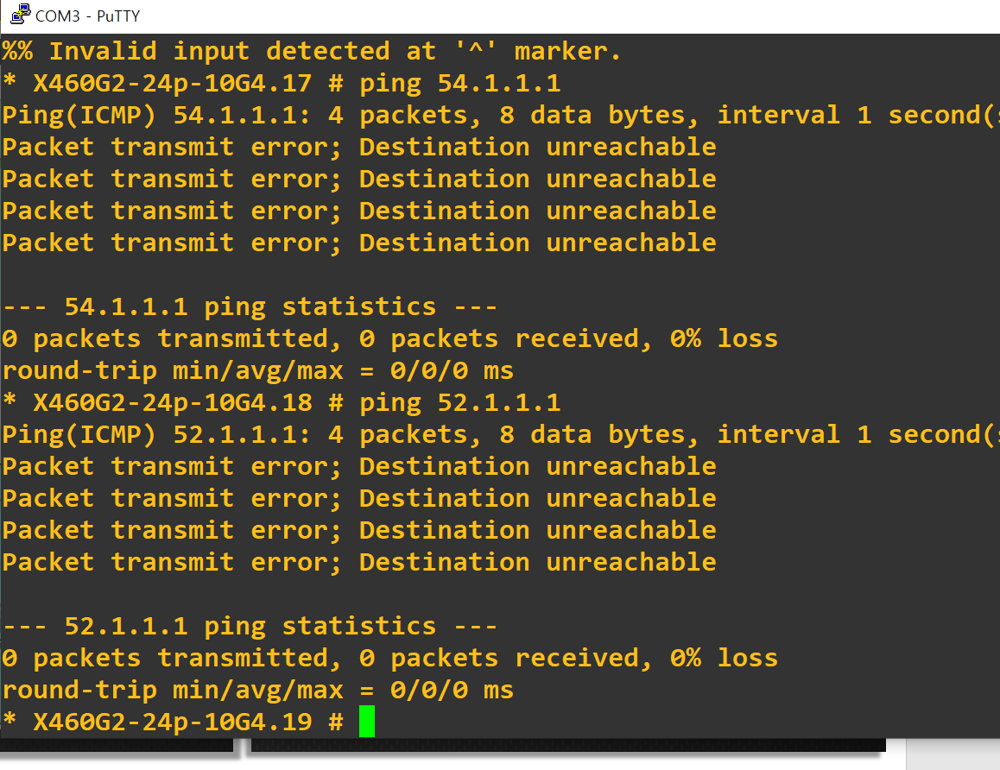 COM3 - PuTTY
%% Invalid input detected at '^' marker.
* X460G2-24p-10G4.17 # ping 54.1.1.1
Ping(ICMP) 54.1.1.1: 4 packets, 8 data bytes, interval 1 second(s
Packet transmit error; Destination unreachable
Packet transmit error; Destination unreachable
Packet transmit error; Destination unreachable
Packet transmit error; Destination unreachable
--- 54.1.1.1 ping statistics ---
0 packets transmitted, 0 packets received, 0% loss
round-trip min/avg/max = 0/0/0 ms
* X460G2-24p-10G4.18 # ping 52.1.1.1
Ping(ICMP) 52.1.1.1: 4 packets, 8 data bytes, interval 1 second(s
Packet transmit error; Destination unreachable
Packet transmit error; Destination unreachable
Packet transmit error; Destination unreachable
Packet transmit error; Destination unreachable
--- 52.1.1.1 ping statistics ---
0 packets transmitted, 0 packets received, 0% loss
round-trip min/avg/max = 0/0/0 ms
* X460G2-24p-10G4.19 #